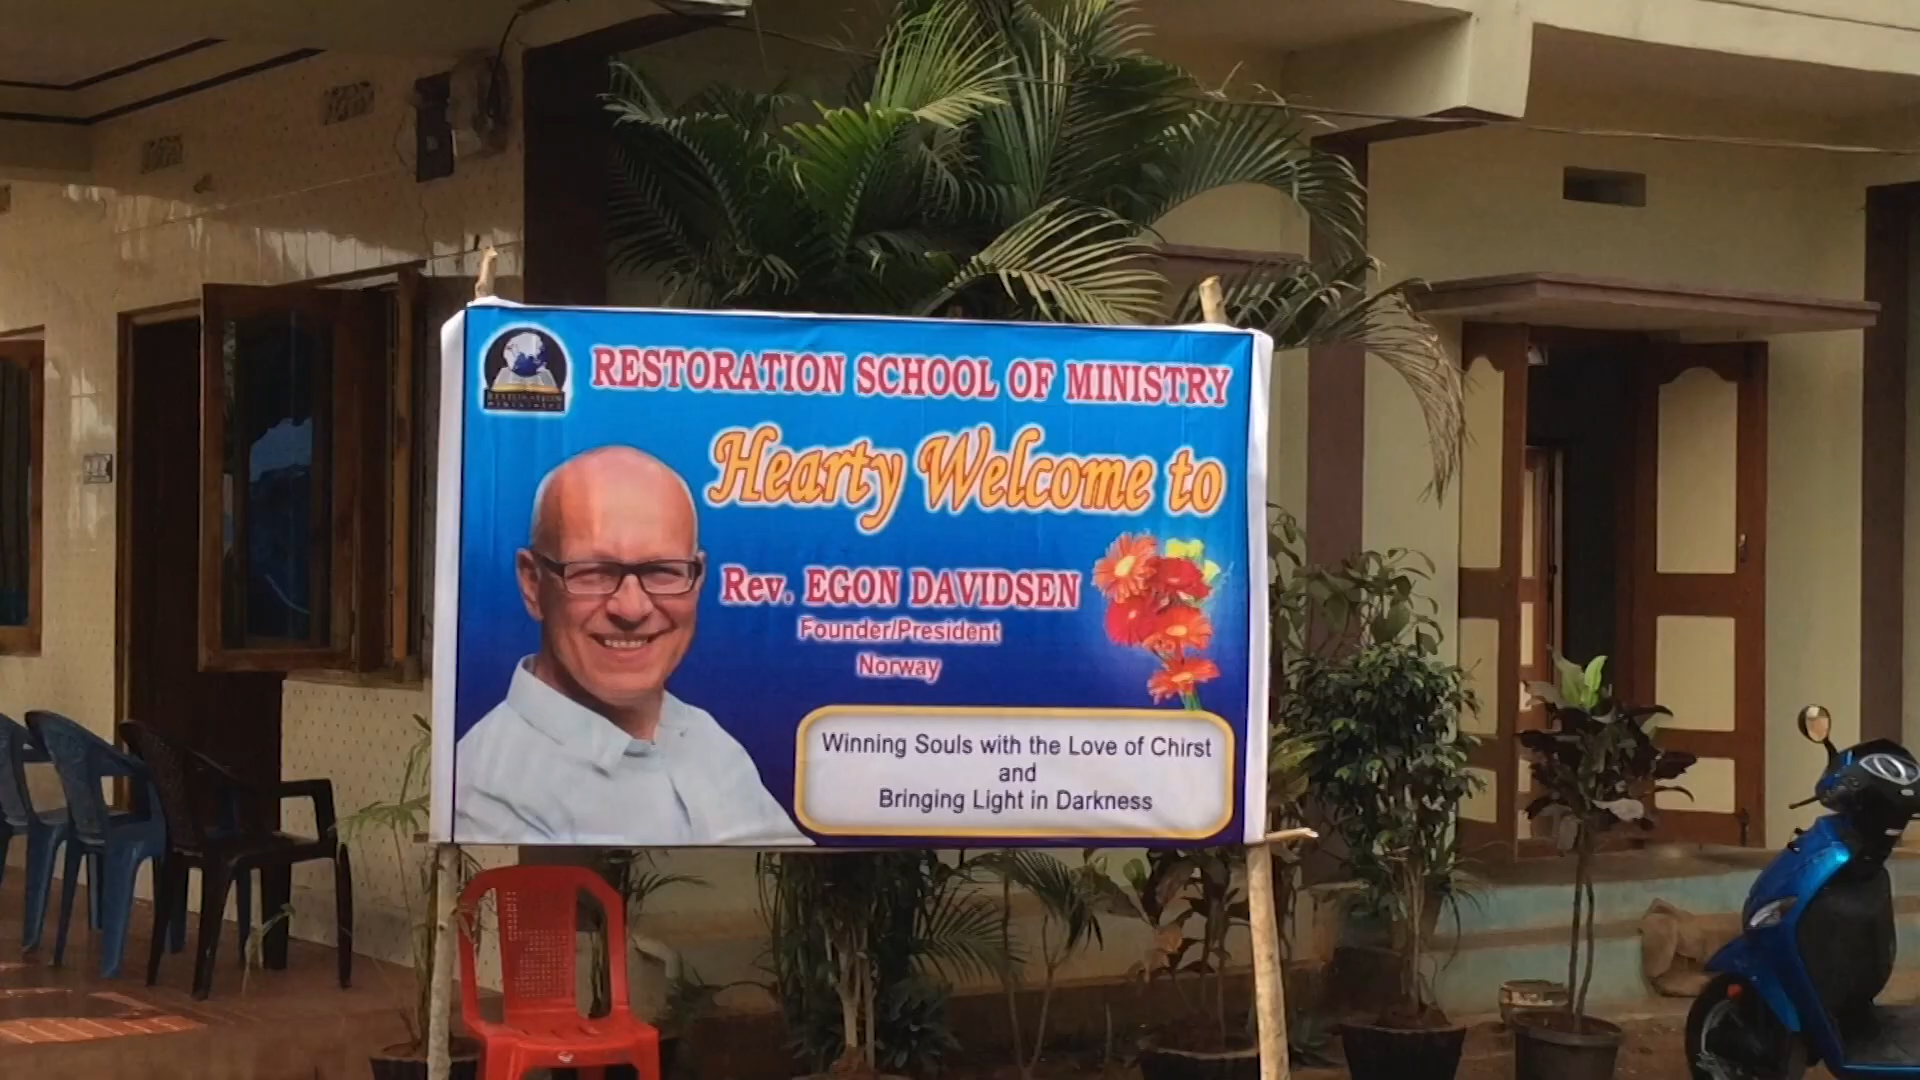 RESTORATION SCHOOL OF MINISTRY
Hearty Welcome to
Rev. EGON DAVIDSEN
Founder/President
Norway
Winning Souls with the Love of Chirst
and
Bringing Light in Darkness